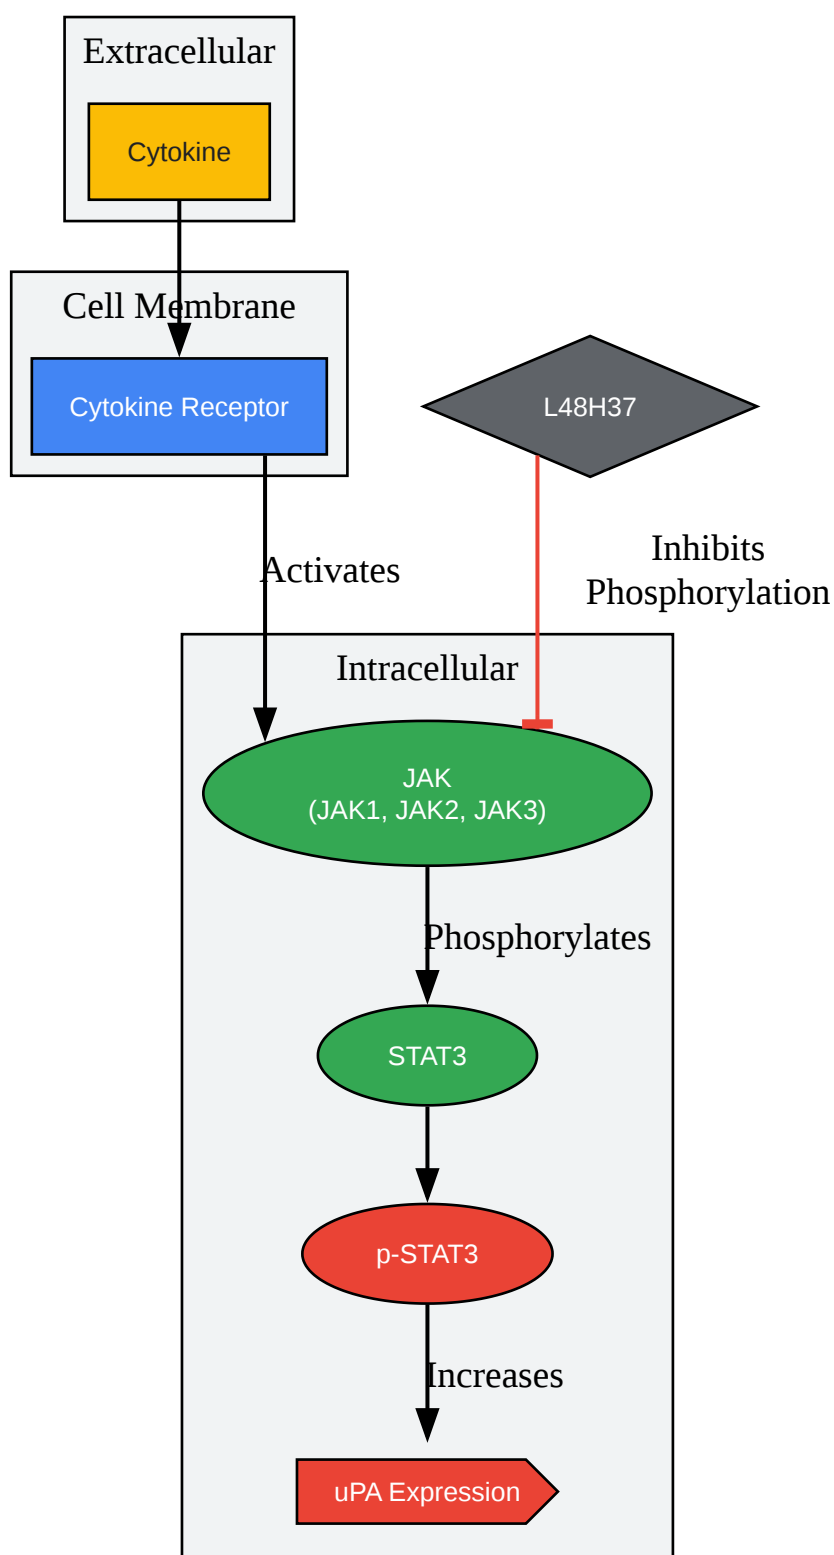 Extracellular
Cytokine
Cell Membrane
Cytokine Receptor
L48H37
Activates
Inhibits
Phosphorylation
Intracellular
JAK
(JAK1, JAK2, JAK3)
Phosphorylates
STAT3
p-STAT3
Increases
uPA Expression